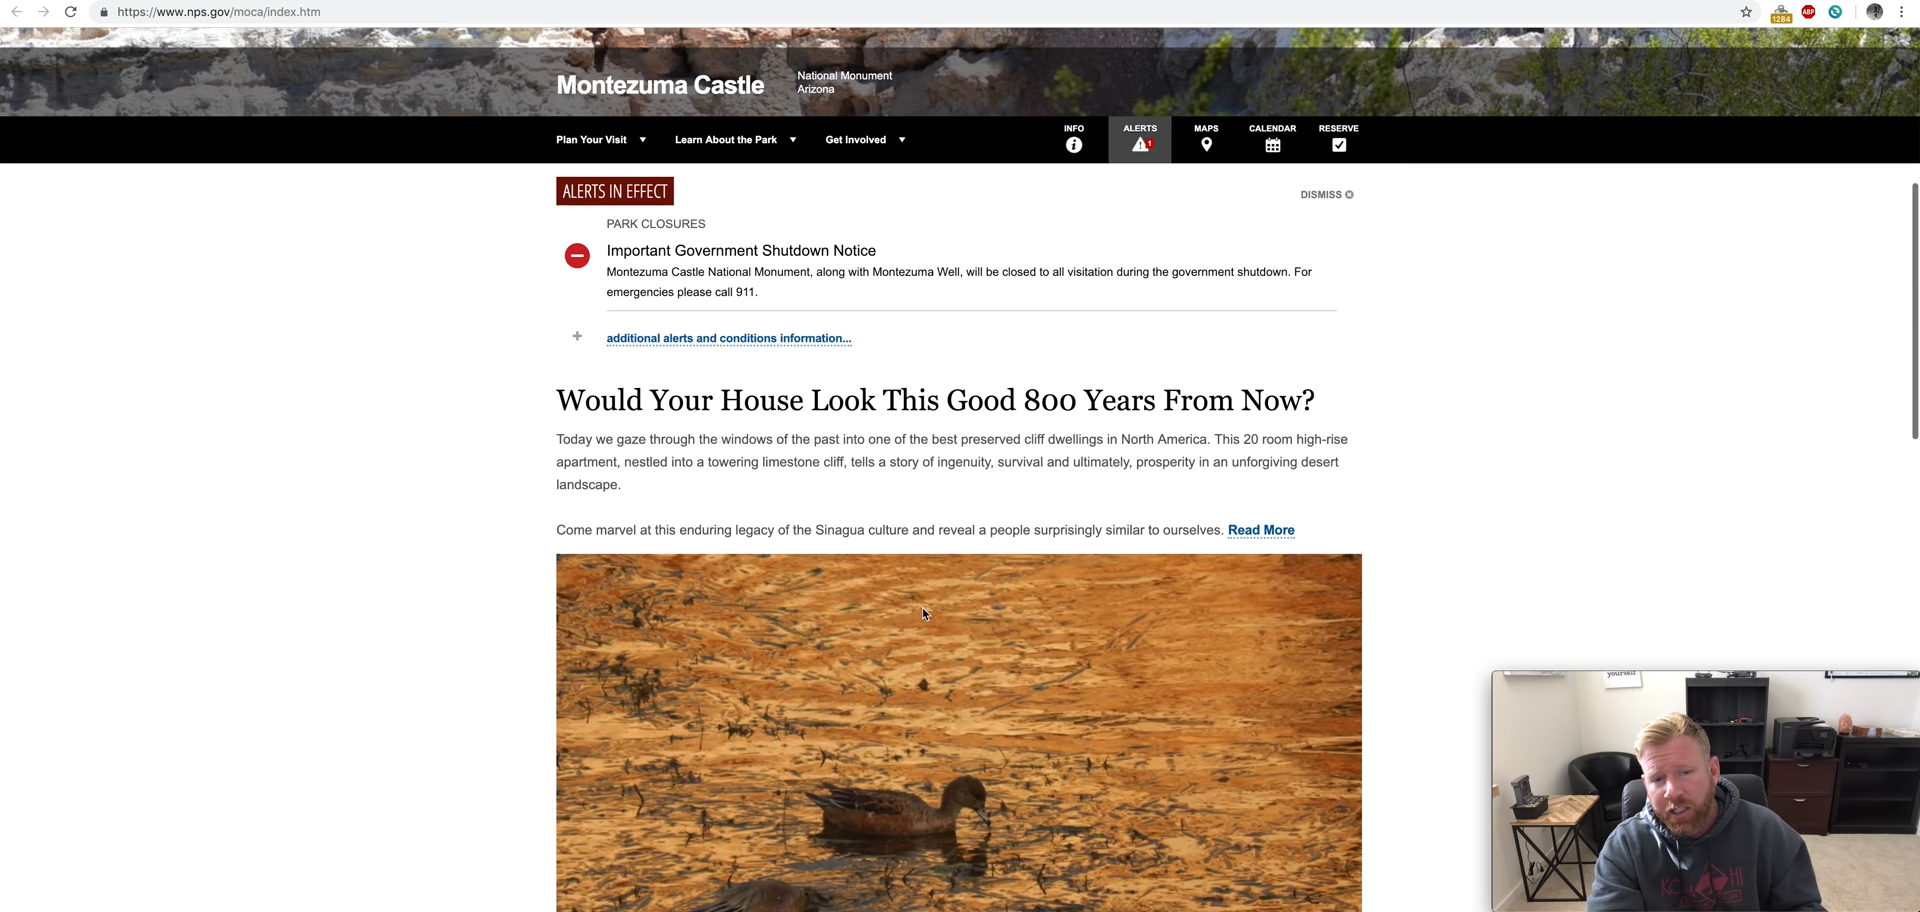 https://www.nps.gov/moca/index.htm
1284
ABP
Montezuma Castle
National Monument
Arizona
Plan Your Visit
Learn About the Park
Get Involved
INFO
ALERTS
1
MAPS
CALENDAR
RESERVE
ALERTS IN EFFECT
DISMISS
PARK CLOSURES
Important Government Shutdown Notice
Montezuma Castle National Monument, along with Montezuma Well, will be closed to all visitation during the government shutdown. For
emergencies please call 911.
additional alerts and conditions information...
Would Your House Look This Good 800 Years From Now?
Today we gaze through the windows of the past into one of the best preserved cliff dwellings in North America. This 20 room high-rise
apartment, nestled into a towering limestone cliff, tells a story of ingenuity, survival and ultimately, prosperity in an unforgiving desert
landscape.
Come marvel at this enduring legacy of the Sinagua culture and reveal a people surprisingly similar to ourselves. Read More
yourself